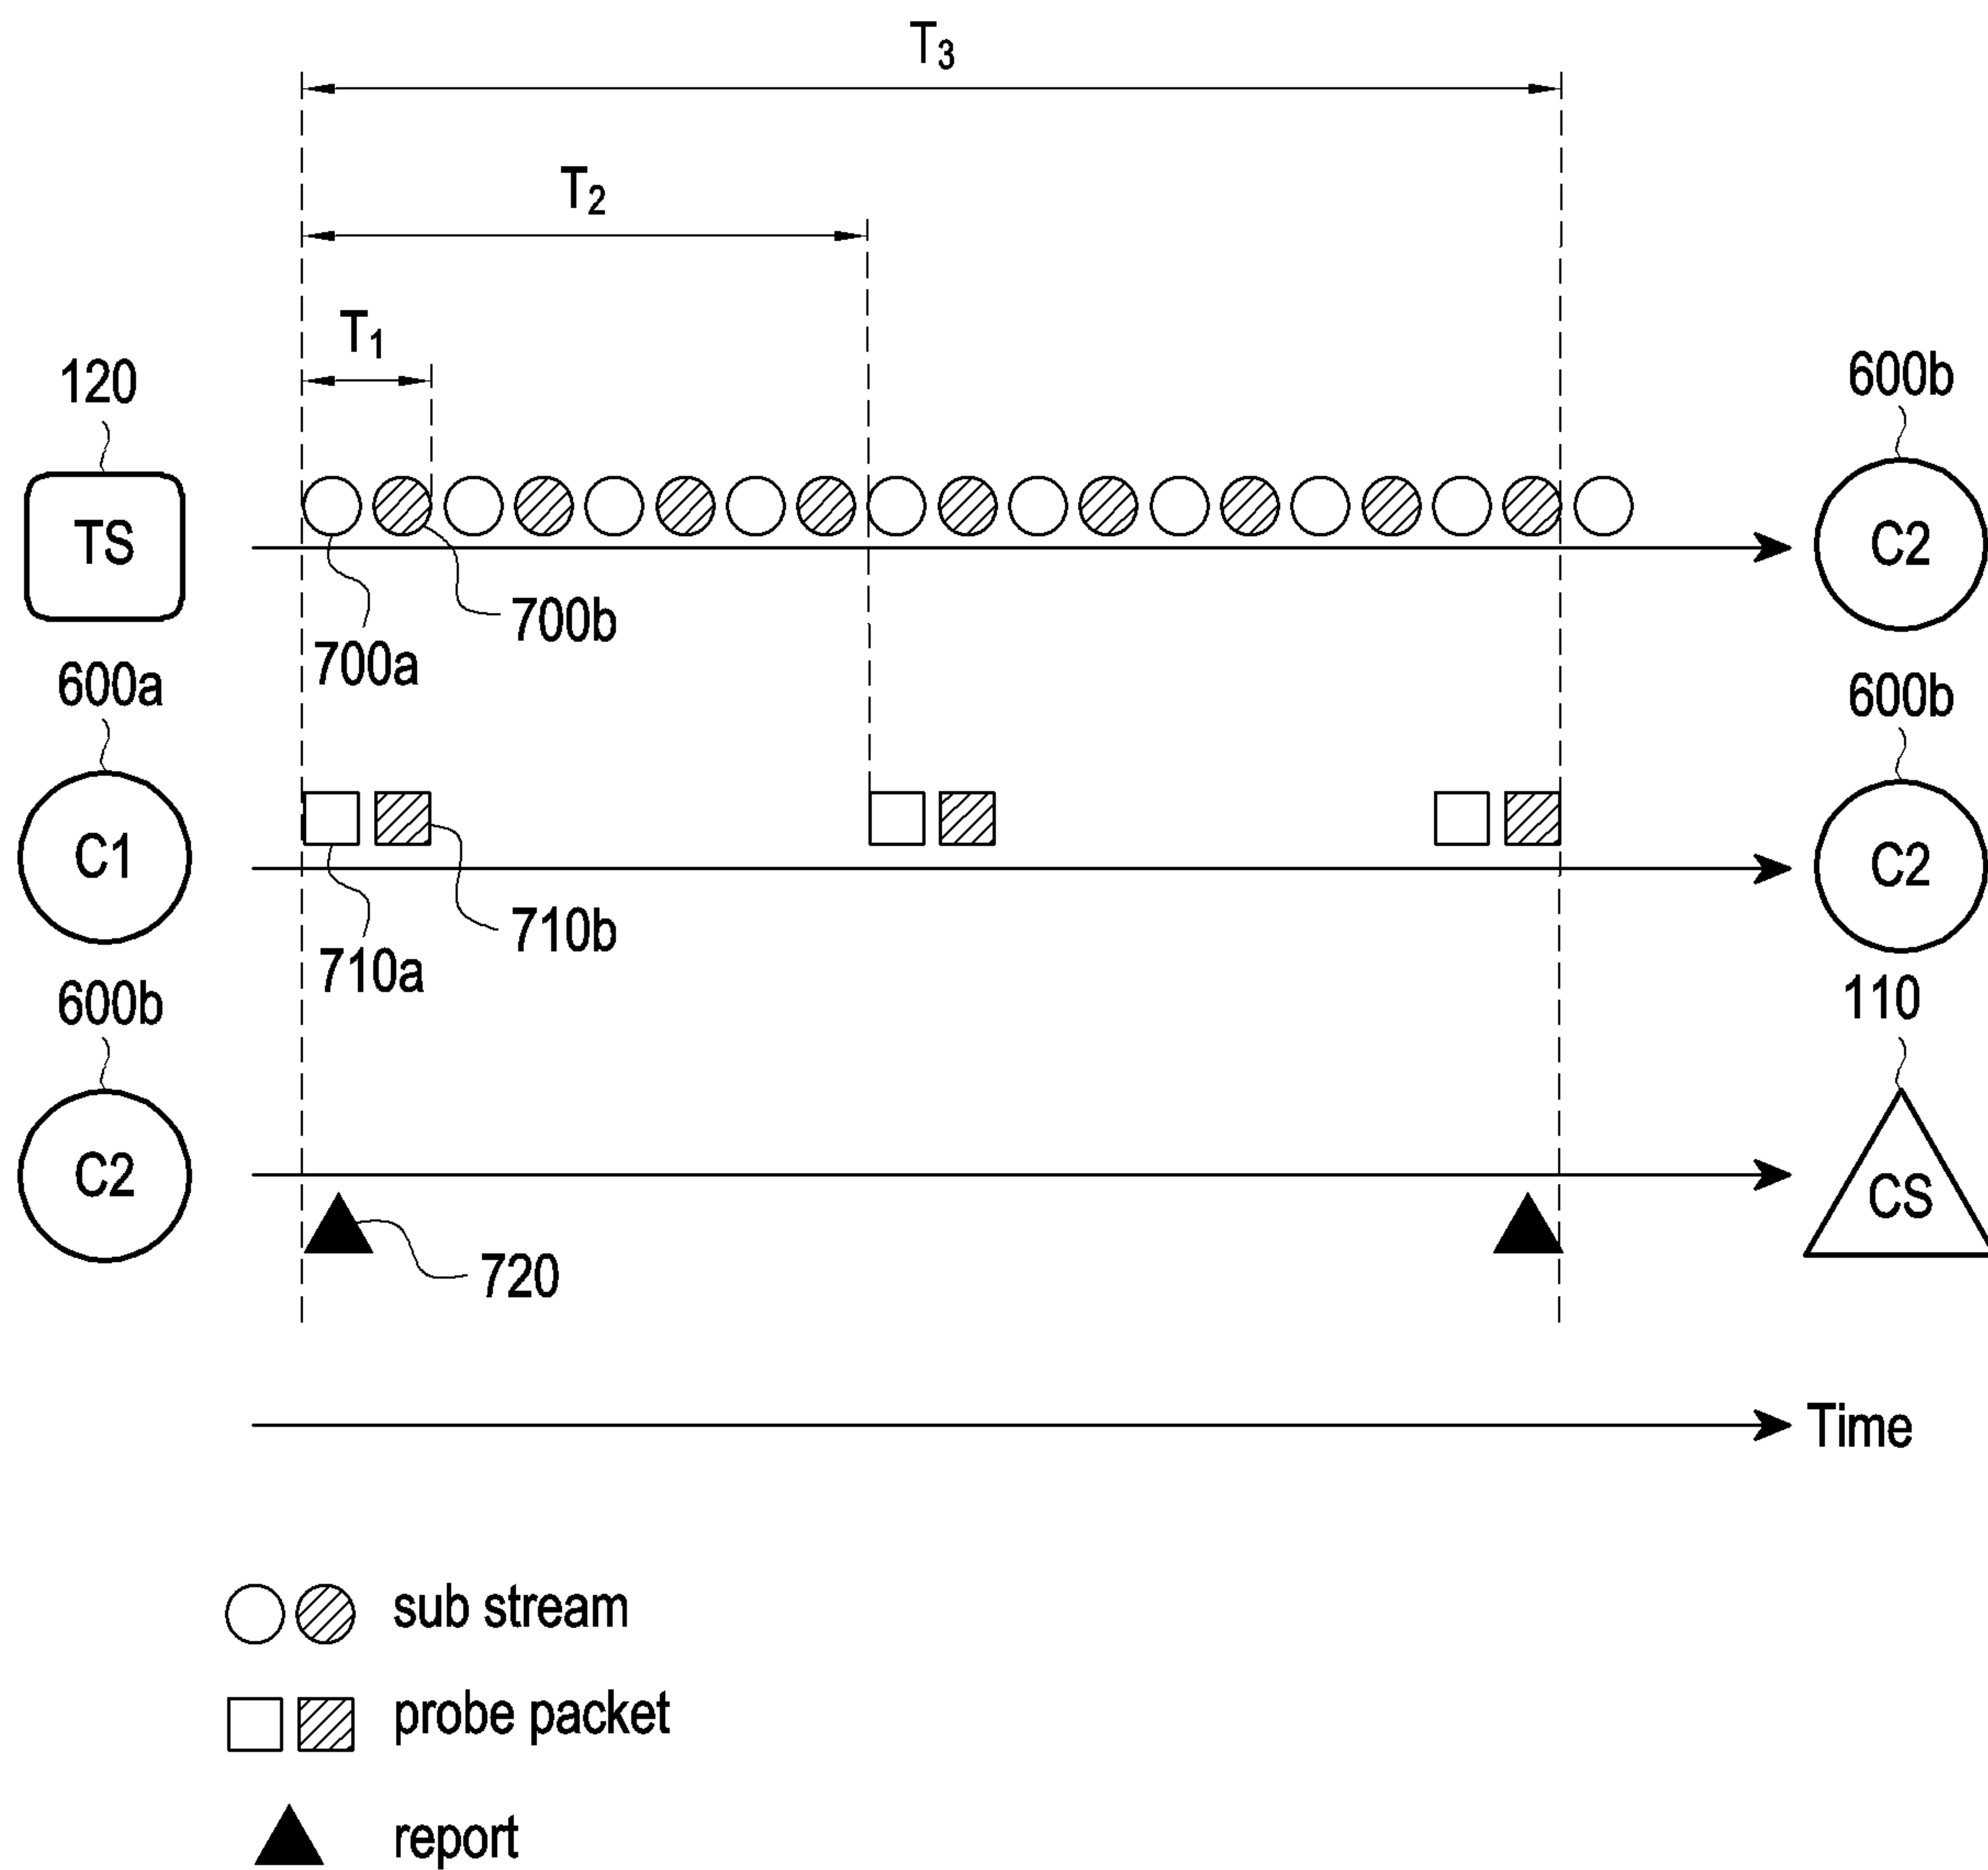 T3
T2
T1
120
600b
TS
C2
700b
700a
600a
600b
C1
C2
710b
710a
600b
110
C2
CS
720
Time
sub stream
probe packet
report